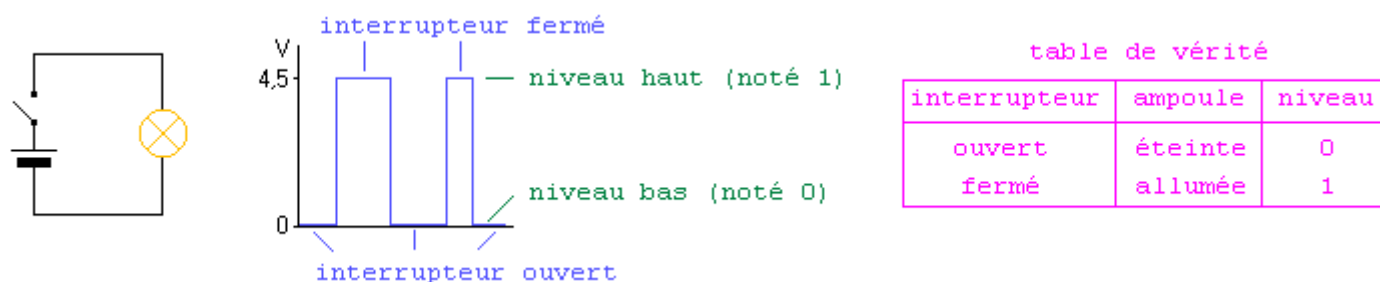 interrupteur fermé
V
4,5
niveau haut (noté 1)
niveau bas (noté 0)
0
interrupteur ouvert
table de vérité
interrupteur ampoule niveau
ouvert éteinte 0
fermé allumée 1